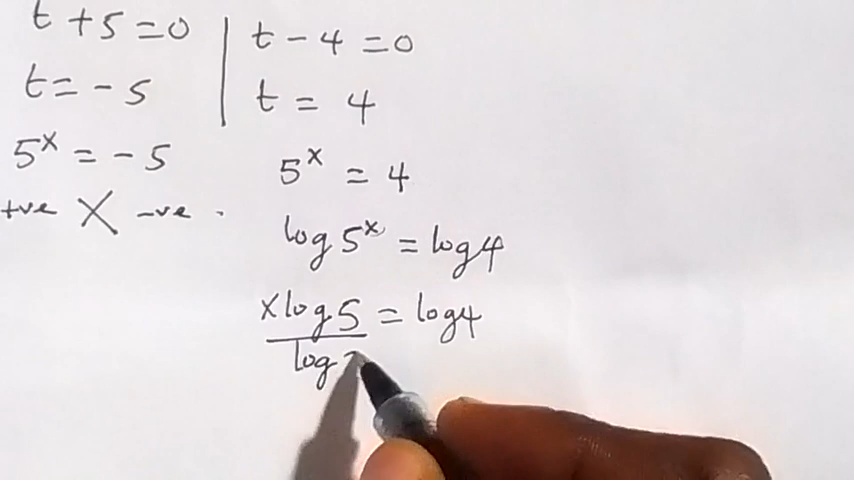 t + 5 = 0
t = - 5
5^x = - 5
+ve X -ve .
t - 4 = 0
t = 4
5^x = 4
log 5^x = log 4
x log 5 = log 4
log